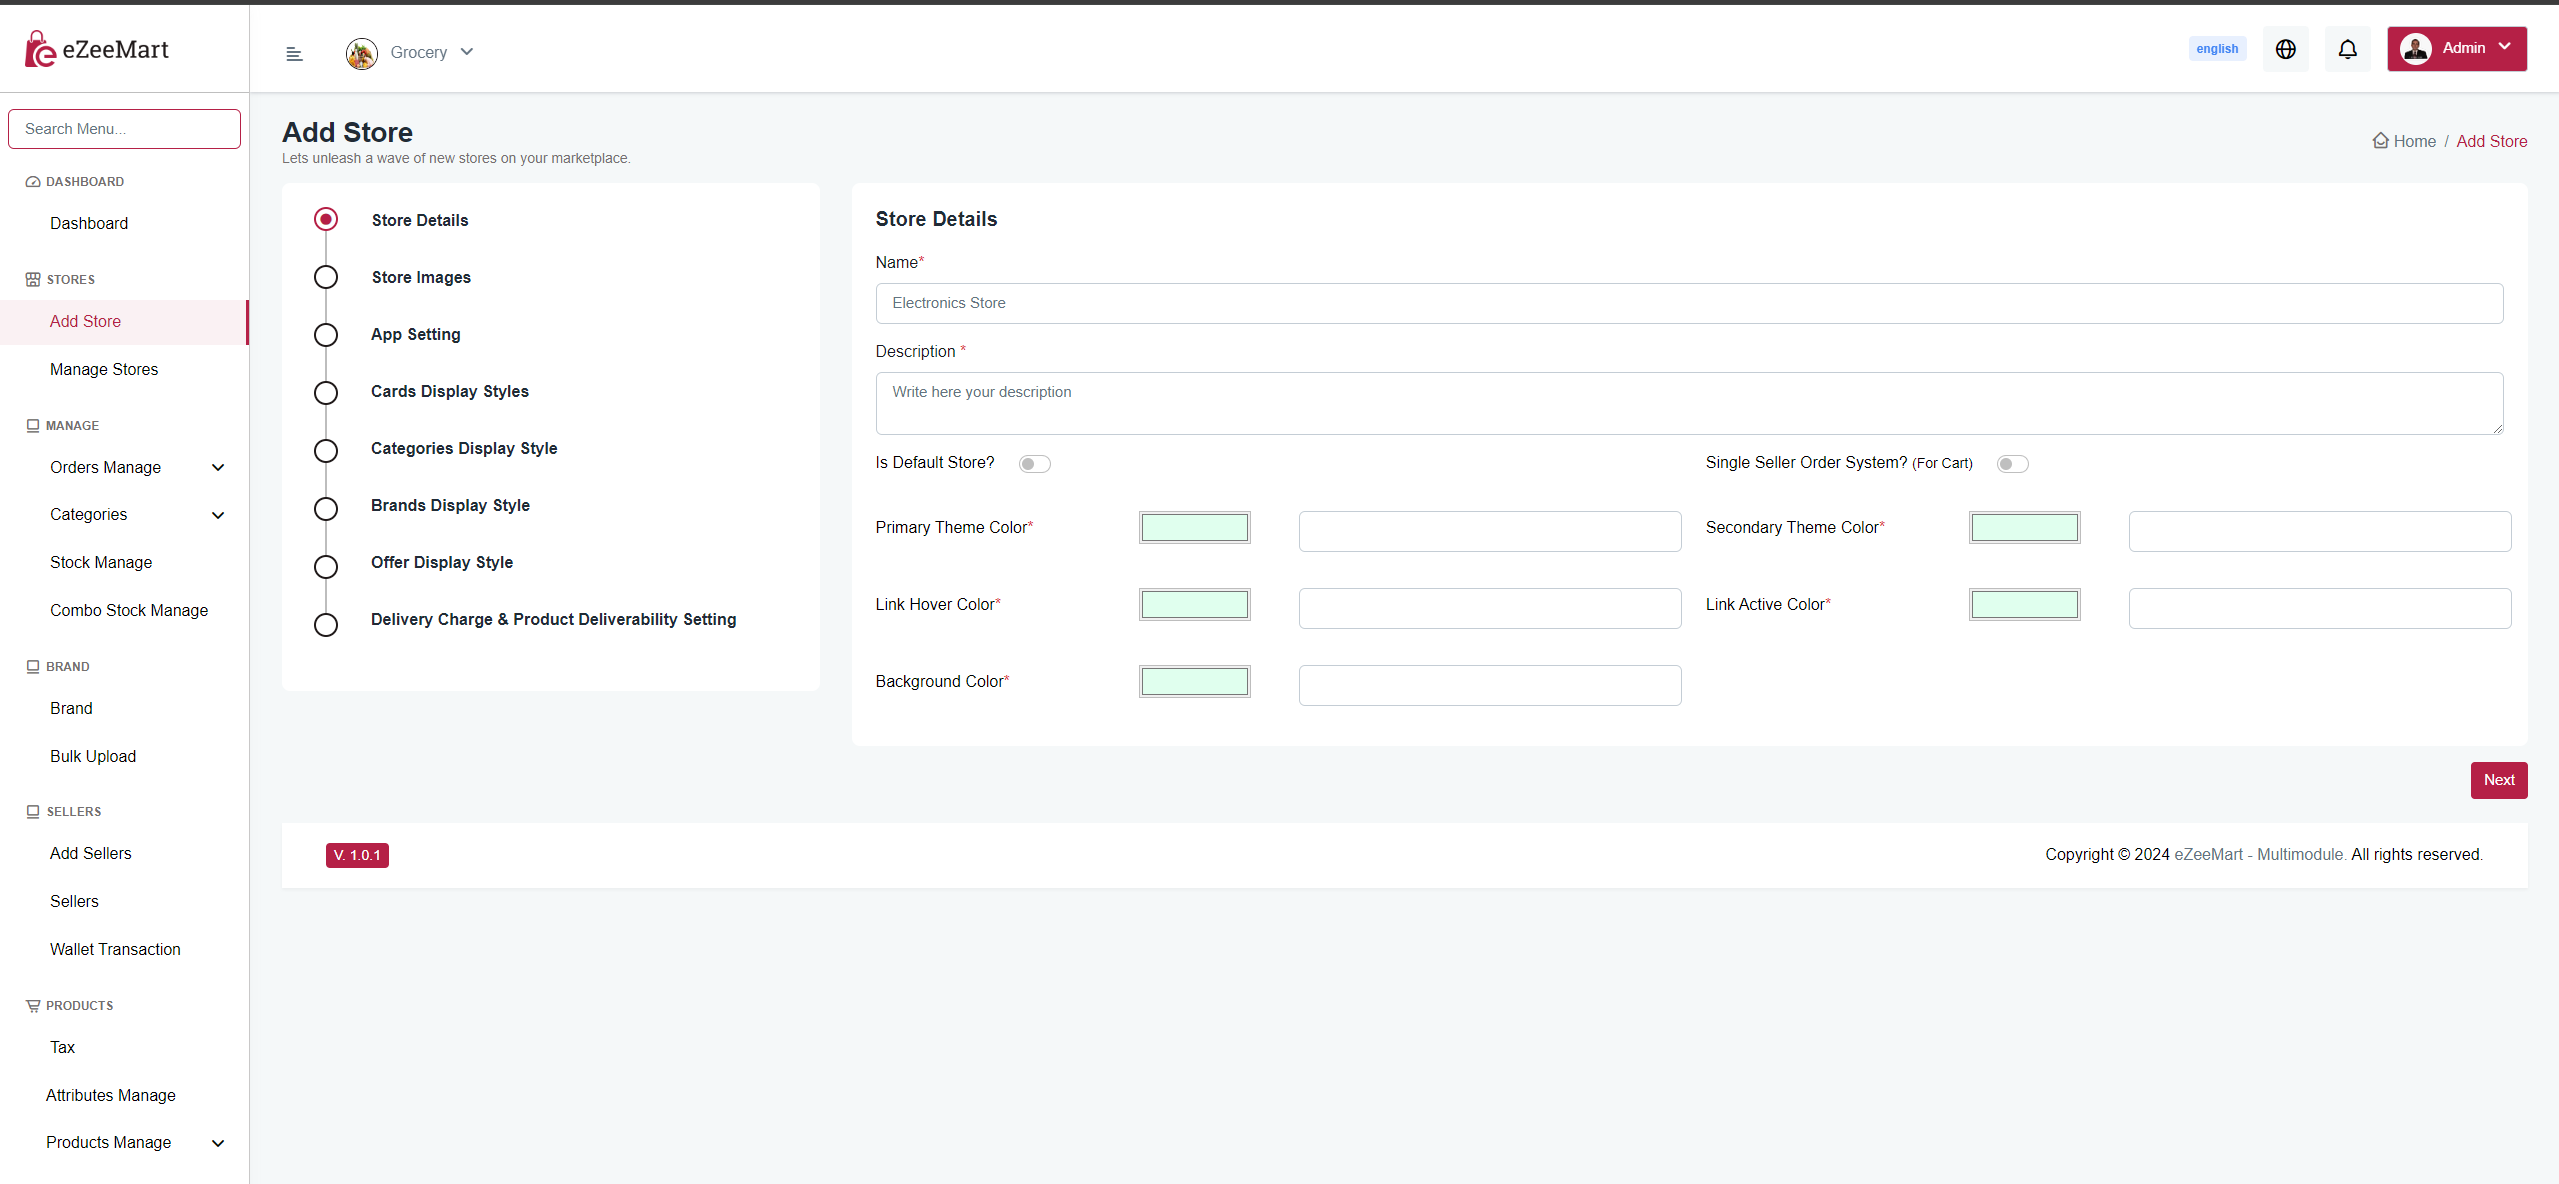 eZeeMart
Grocery
english
Admin
Search Menu...
DASHBOARD
Dashboard
STORES
Add Store
Manage Stores
MANAGE
Orders Manage
Categories
Stock Manage
Combo Stock Manage
BRAND
Brand
Bulk Upload
SELLERS
Add Sellers
Sellers
Wallet Transaction
PRODUCTS
Tax
Attributes Manage
Products Manage
Add Store
Lets unleash a wave of new stores on your marketplace.
Home / Add Store
Store Details
Store Images
App Setting
Cards Display Styles
Categories Display Style
Brands Display Style
Offer Display Style
Delivery Charge & Product Deliverability Setting
Store Details
Name*
Electronics Store
Description *
Write here your description
Is Default Store?
Single Seller Order System? (For Cart)
Primary Theme Color*
Secondary Theme Color*
Link Hover Color*
Link Active Color*
Background Color*
Next
V. 1.0.1
Copyright © 2024 eZeeMart - Multimodule. All rights reserved.